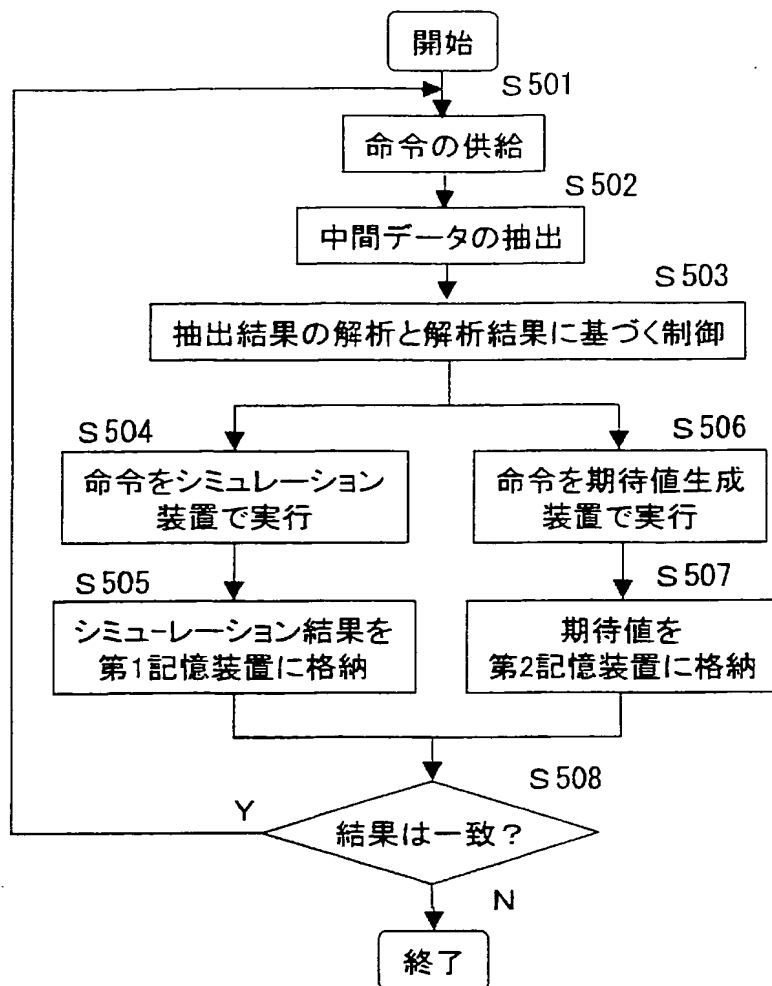 開始
S501
命令の供給
S502
中間データの抽出
S503
抽出結果の解析と解析結果に基づく制御
S504
命令をシミュレーション
装置で実行
S505
シミュ-レーション結果を
第1記憶装置に格納
S506
命令を期待値生成
装置で実行
S507
期待値を
第2記憶装置に格納
S508
結果は一致?
Y
N
終了